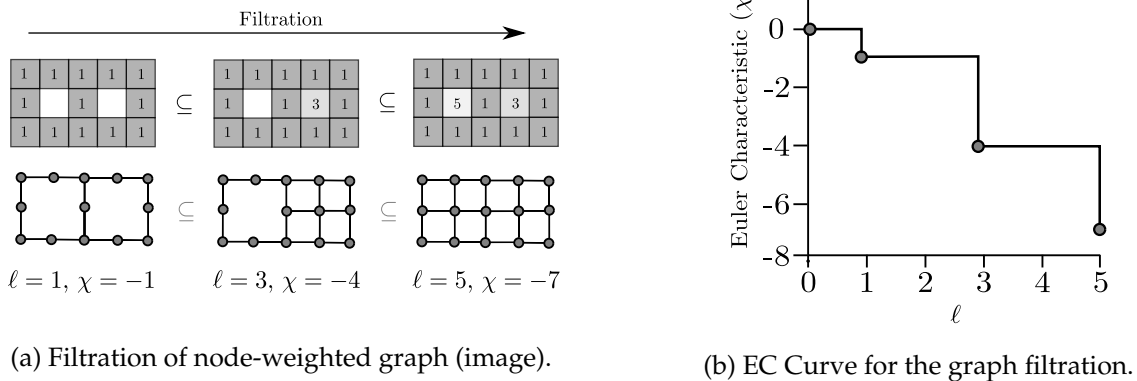 Filtration
1 1 1 1 1 1 1 1 1 1 1 1 1 1 1
1 1 1 ⊆ 1 1 3 1 ⊆ 1 5 1 3 1
1 1 1 1 1 1 1 1 1 1 1 1 1 1 1
⊆ ⊆
ℓ = 1, χ = −1 ℓ = 3, χ = −4 ℓ = 5, χ = −7
(a) Filtration of node-weighted graph (image).
Euler Characteristic (χ
0
-2
-4
-6
-8
0 1 2 3 4 5
ℓ
(b) EC Curve for the graph filtration.